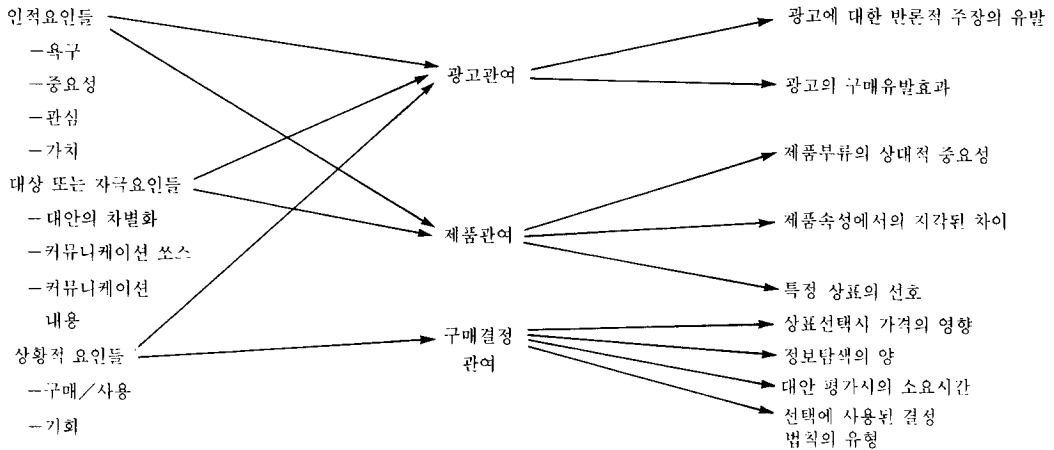 인적요인들
－욕구
－중요성
－관심
－가치
대상 또는 자극요인들
－대안의 차별화
－커뮤니케이션 쏘스
－커뮤니케이션
내용
상황적 요인들
－구매／사용
－기회
광고관여
제품관여
구매결정
관여
광고에 대한 반론적 주장의 유발
광고의 구매유발효과
제품부류의 상대적 중요성
제품속성에서의 지각된 차이
특정 상표의 선호
상표선택시 가격의 영향
정보탐색의 양
대안 평가시의 소요시간
선택에 사용된 결정
법칙의 유형